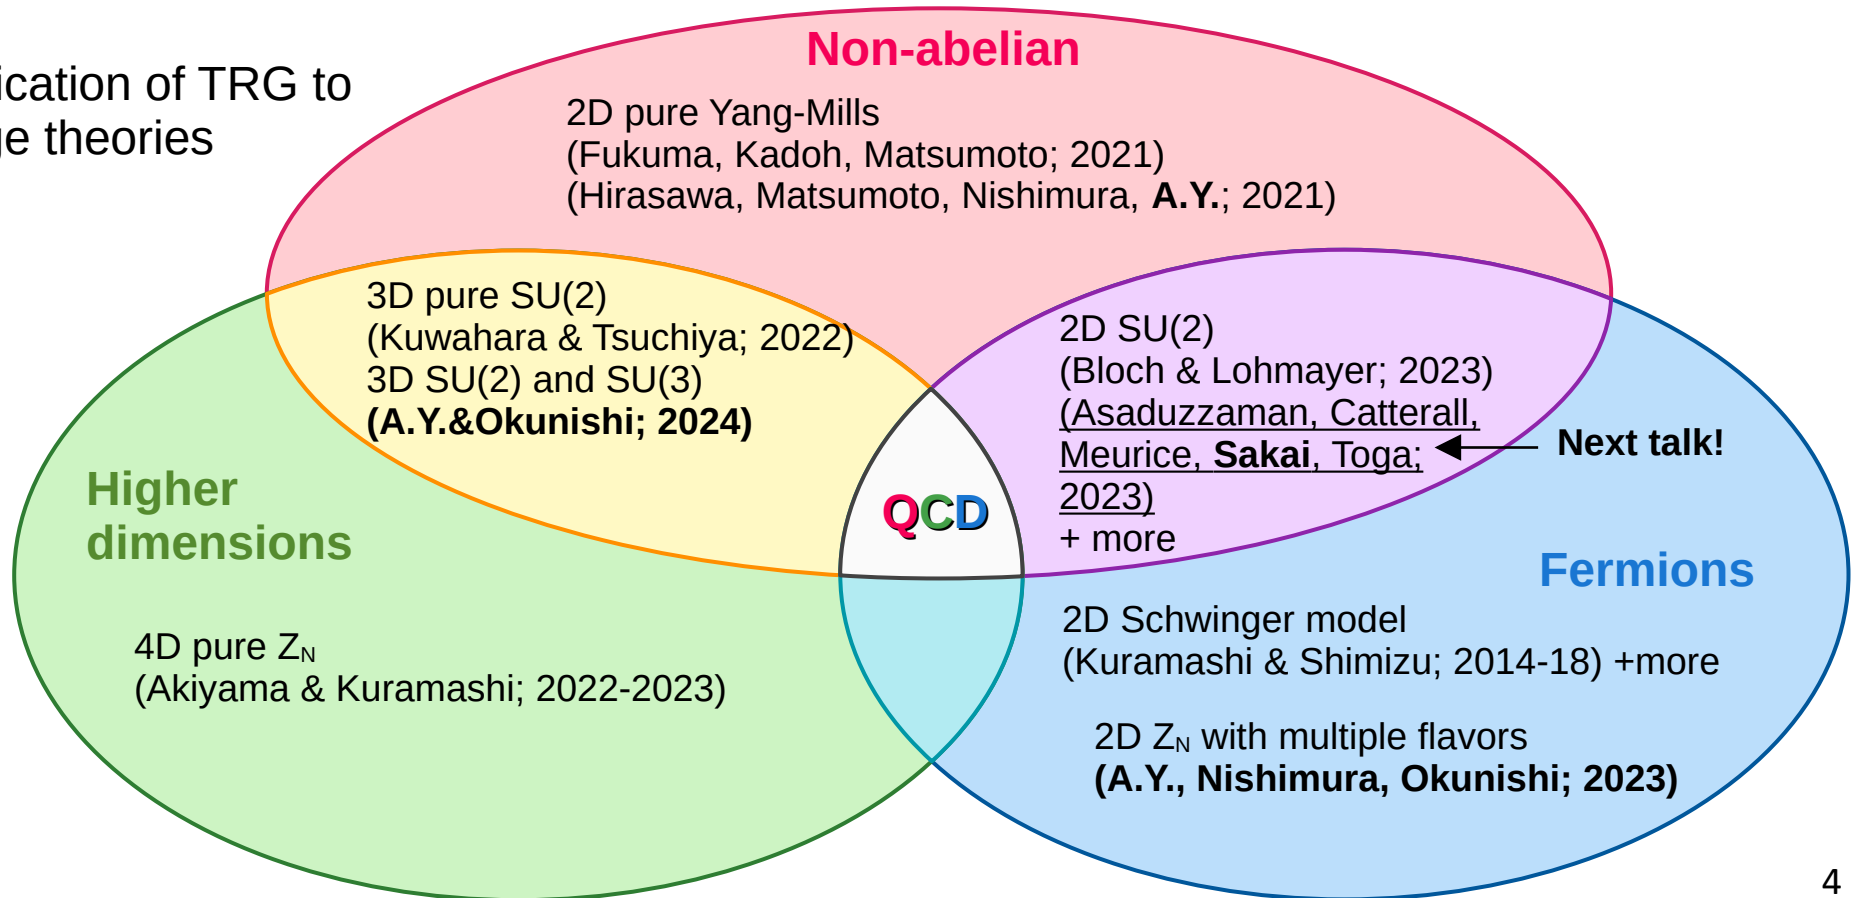 ication of TRG to
ge theories
Non-abelian
2D pure Yang-Mills
(Fukuma, Kadoh, Matsumoto; 2021)
(Hirasawa, Matsumoto, Nishimura, A.Y.; 2021)
3D pure SU(2)
(Kuwahara & Tsuchiya; 2022)
3D SU(2) and SU(3)
(A.Y.&Okunishi; 2024)
2D SU(2)
(Bloch & Lohmayer; 2023)
(Asaduzzaman, Catterall,
Meurice, Sakai, Toga;
2023)
+ more
Next talk!
Higher
dimensions
QCD
Fermions
4D pure ZN
(Akiyama & Kuramashi; 2022-2023)
2D Schwinger model
(Kuramashi & Shimizu; 2014-18) +more
2D ZN with multiple flavors
(A.Y., Nishimura, Okunishi; 2023)
4